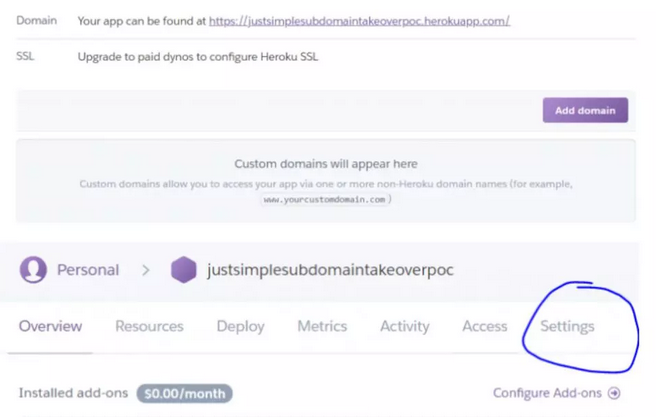 Domain Your app can be found at https://justsimplesubdomaintakeoverpoc.herokuapp.com/
SSL Upgrade to paid dynos to configure Heroku SSL
Add domain
Custom domains will appear here
Custom domains allow you to access your app via one or more non-Heroku domain names (for example,
www.yourcustomdomain.com)
Personal > justsimplesubdomaintakeoverpoc
Overview Resources Deploy Metrics Activity Access Settings
Installed add-ons $0.00/month Configure Add-ons